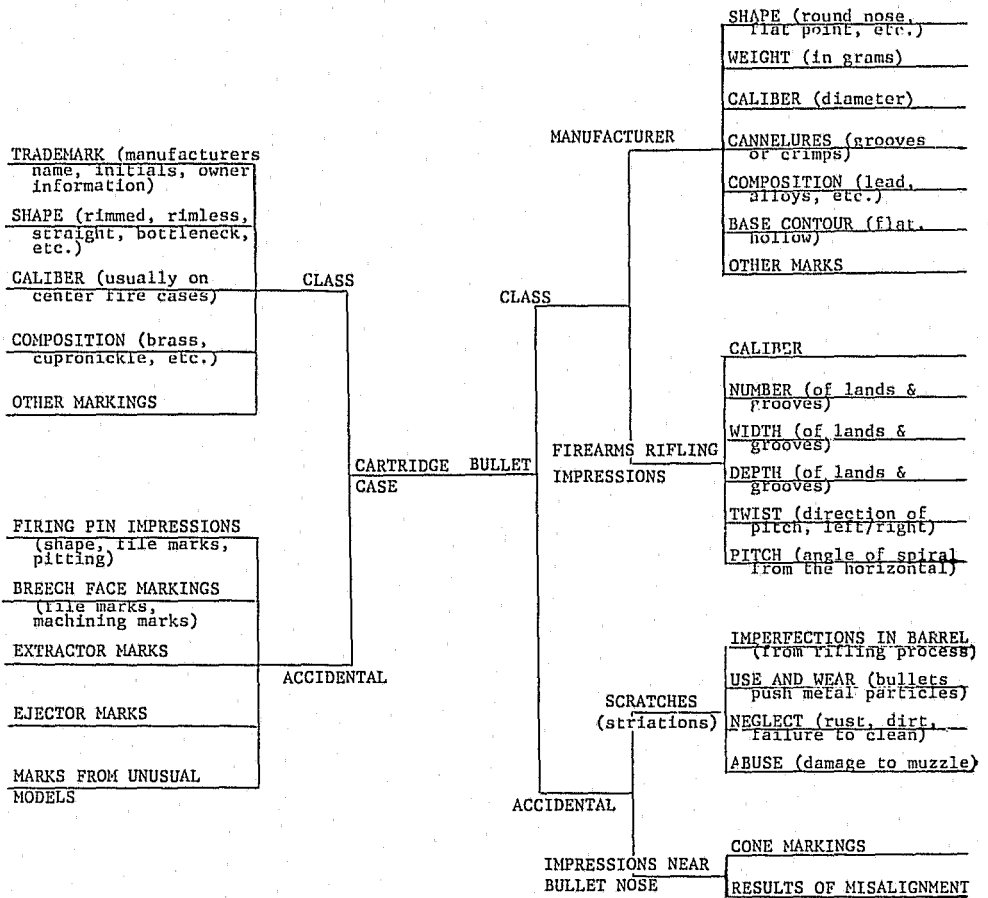 TRADEMARK (manufacturers
name, initials, owner
information)
SHAPE (rimmed, rimless,
straight, bottleneck,
etc.)
CALIBER (usually on
center fire cases)
COMPOSITION (brass,
cupronickle, etc.)
OTHER MARKINGS
CLASS
FIRING PIN IMPRESSIONS
(shape, file marks,
pitting)
BREECH FACE MARKINGS
(file marks,
machining marks)
EXTRACTOR MARKS
EJECTOR MARKS
MARKS FROM UNUSUAL
MODELS
ACCIDENTAL
CARTRIDGE
CASE
BULLET
CLASS
MANUFACTURER
SHAPE (round nose,
flat point, etc.)
WEIGHT (in grams)
CALIBER (diameter)
CANNELURES (grooves
or crimps)
COMPOSITION (lead,
alloys, etc.)
BASE CONTOUR (flat,
hollow)
OTHER MARKS
FIREARMS RIFLING
IMPRESSIONS
CALIBER
NUMBER (of lands &
grooves)
WIDTH (of lands &
grooves)
DEPTH (of lands &
grooves)
TWIST (direction of
pitch, left/right)
PITCH (angle of spiral
from the horizontal)
ACCIDENTAL
SCRATCHES
(striations)
IMPERFECTIONS IN BARREL
(from rifling process)
USE AND WEAR (bullets
push metal particles)
NEGLECT (rust, dirt,
failure to clean)
ABUSE (damage to muzzle)
IMPRESSIONS NEAR
BULLET NOSE
CONE MARKINGS
RESULTS OF MISALIGNMENT